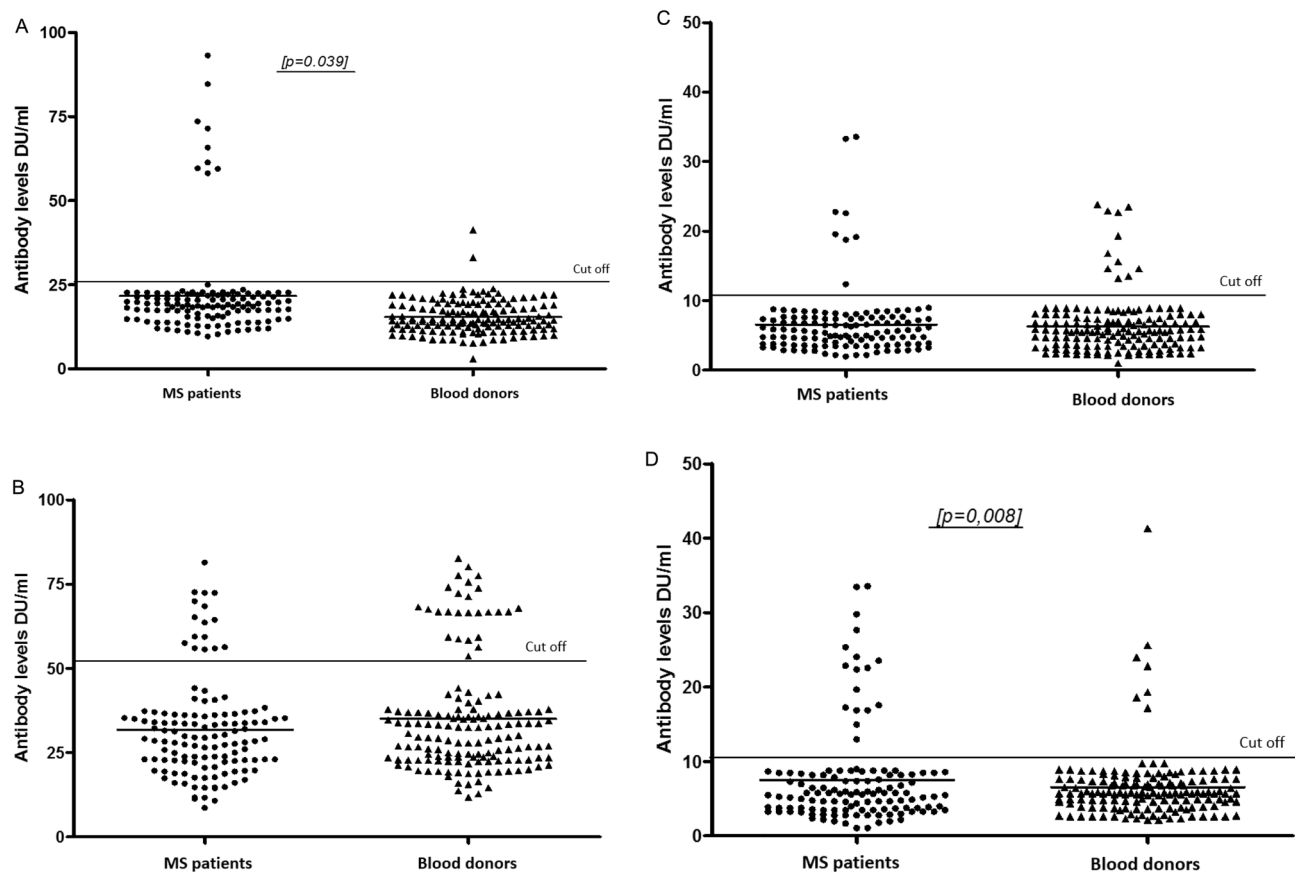 A
Antibody levels DU/ml
100
75
50
25
0
[p=0.039]
Cut off
MS patients
Blood donors
C
Antibody levels DU/ml
50
40
30
20
10
0
Cut off
MS patients
Blood donors
B
Antibody levels DU/ml
100
75
50
25
0
Cut off
MS patients
Blood donors
D
Antibody levels DU/ml
50
40
30
20
10
0
[p=0,008]
Cut off
MS patients
Blood donors